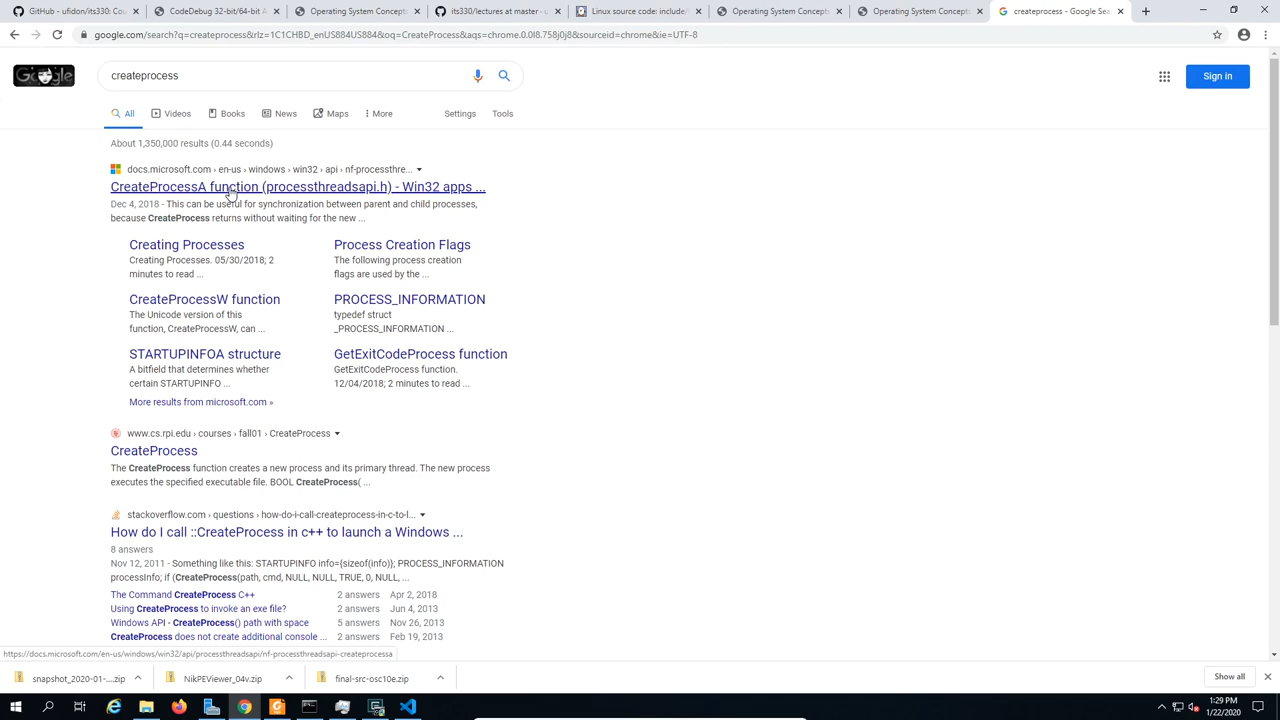 GitHub - ufidon/its330: Cours
CodeDebug 32-bit/64-bit A
Operating System Concepts
its330/lectures at master · u
Linux source code: include/l
Operating System Concepts
Operating System Concepts
createprocess - Google Sea
google.com/search?q=createprocess&rlz=1C1CHBD_enUS884US884&oq=CreateProcess&aqs=chrome.0.0l8.758j0j8&sourceid=chrome&ie=UTF-8
Google
createprocess
Sign in
All
Videos
Books
News
Maps
More
Settings
Tools
About 1,350,000 results (0.44 seconds)
docs.microsoft.com › en-us › windows › win32 › api › nf-processthre...
CreateProcessA function (processthreadsapi.h) - Win32 apps ...
Dec 4, 2018 - This can be useful for synchronization between parent and child processes,
because CreateProcess returns without waiting for the new ...
Creating Processes
Creating Processes. 05/30/2018; 2
minutes to read ...
Process Creation Flags
The following process creation
flags are used by the ...
CreateProcessW function
The Unicode version of this
function, CreateProcessW, can ...
PROCESS_INFORMATION
typedef struct
_PROCESS_INFORMATION ...
STARTUPINFOA structure
A bitfield that determines whether
certain STARTUPINFO ...
GetExitCodeProcess function
GetExitCodeProcess function.
12/04/2018; 2 minutes to read ...
More results from microsoft.com »
www.cs.rpi.edu › courses › fall01 › CreateProcess
CreateProcess
The CreateProcess function creates a new process and its primary thread. The new process
executes the specified executable file. BOOL CreateProcess( ...
stackoverflow.com › questions › how-do-i-call-createprocess-in-c-to-l...
How do I call ::CreateProcess in c++ to launch a Windows ...
8 answers
Nov 12, 2011 - Something like this: STARTUPINFO info={sizeof(info)}; PROCESS_INFORMATION
processInfo; if (CreateProcess(path, cmd, NULL, NULL, TRUE, 0, NULL, ...
The Command CreateProcess C++ 2 answers Apr 2, 2018
Using CreateProcess to invoke an exe file? 2 answers Jun 4, 2013
Windows API - CreateProcess() path with space 5 answers Nov 26, 2013
CreateProcess does not create additional console ... 2 answers Feb 19, 2013
https://docs.microsoft.com/en-us/windows/win32/api/processthreadsapi/nf-processthreadsapi-createprocessa
snapshot_2020-01-....zip
NikPEViewer_04v.zip
final-src-osc10e.zip
Show all
1:29 PM
1/22/2020